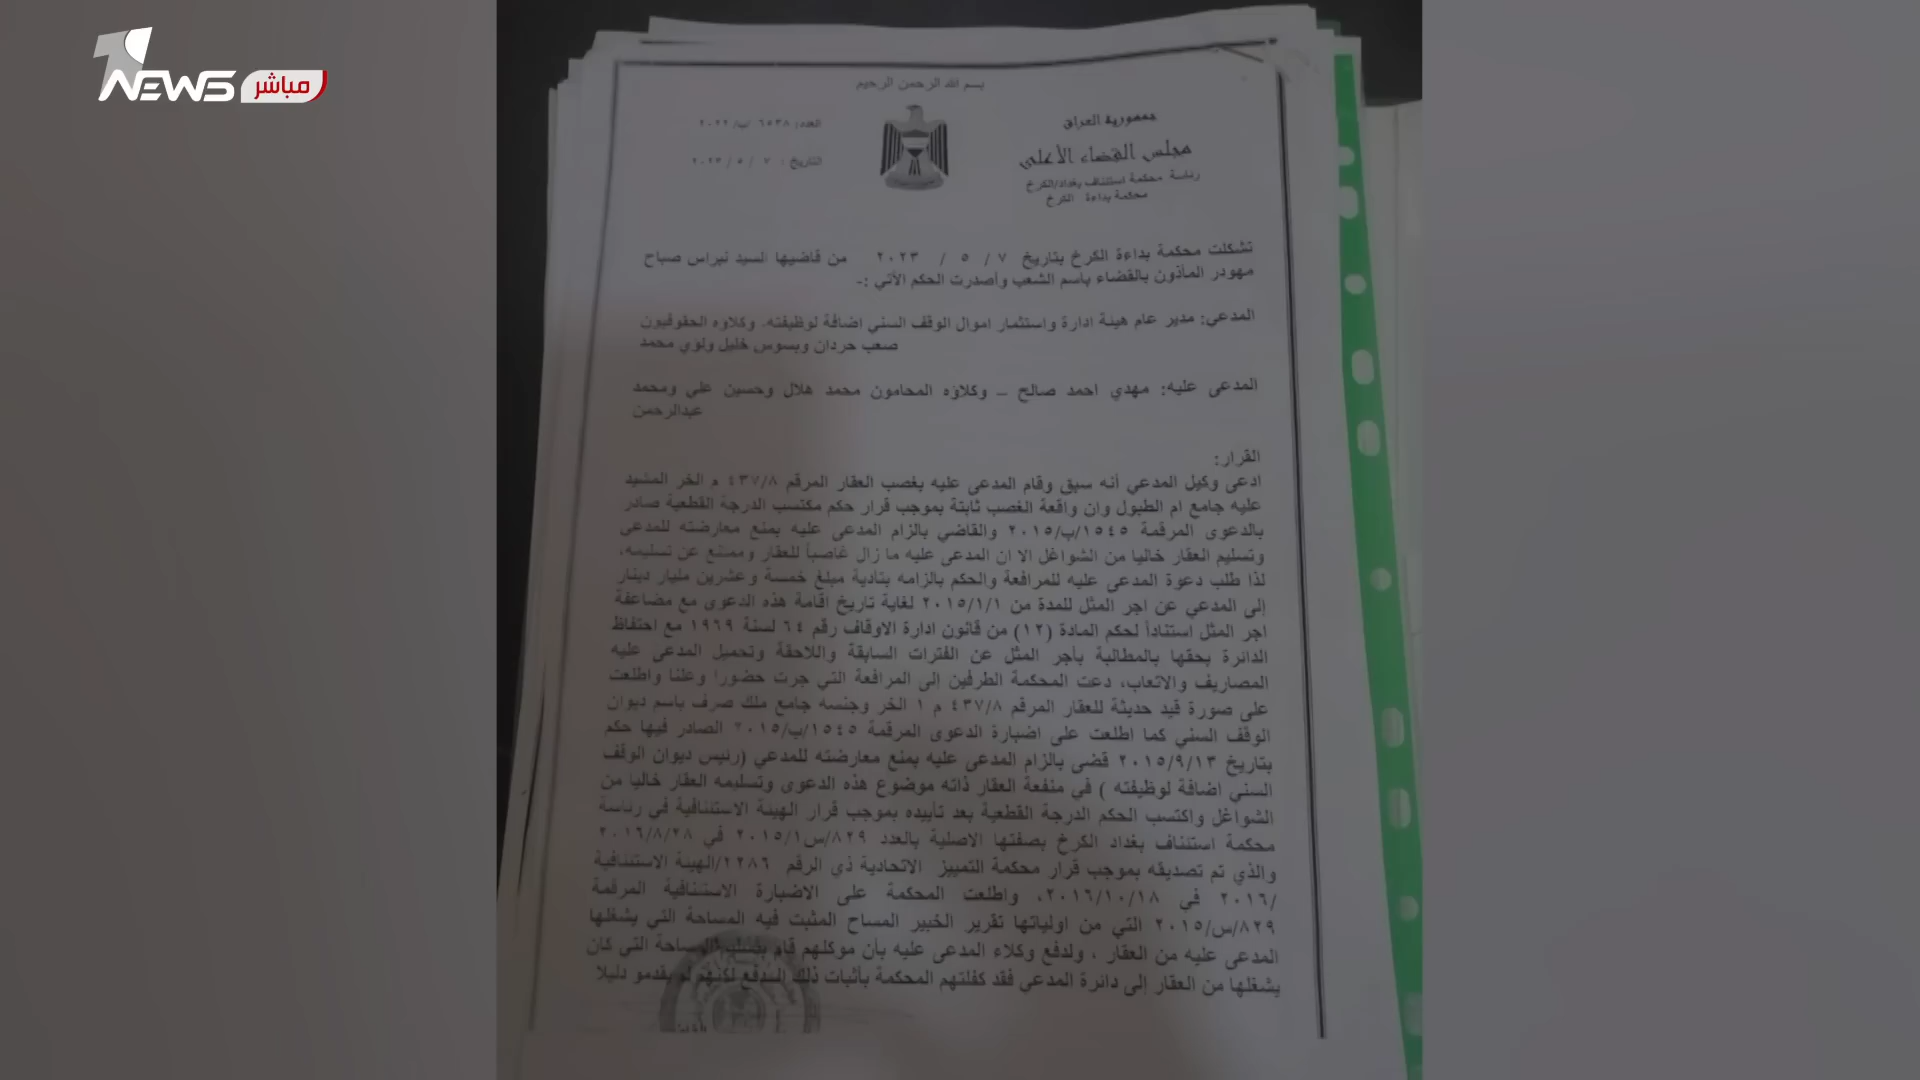 NEWS مباشر
بسم الله الرحمن الرحيم
جمهورية العراق
مجلس القضاء الأعلى
رئاسة محكمة استئناف بغداد/الكرخ
محكمة بداءة الكرخ
العدد: ٦٥٣٨ /ب/ ٢٠٢٢
التاريخ : ٧ / ٥ / ٢٠٢٣
تشكلت محكمة بداءة الكرخ بتاريخ ٧ / ٥ / ٢٠٢٣ من قاضيها السيد نبراس صباح
مهودر المأذون بالقضاء بأسم الشعب وأصدرت الحكم الآتي :-
المدعي: مدير عام هيئة ادارة واستثمار اموال الوقف السني اضافة لوظيفته. وكلاؤه الحقوقيون
صعب حردان وبسوس خليل ولؤي محمد
المدعى عليه: مهدي احمد صالح – وكلاؤه المحامون محمد هلال وحسين علي ومحمد
عبدالرحمن
القرار:
ادعى وكيل المدعي أنه سبق وقام المدعى عليه بغصب العقار المرقم ٤٣٧/٨ م الخر المشيد
عليه جامع ام الطبول وان واقعة الغصب ثابتة بموجب قرار حكم مكتسب الدرجة القطعية صادر
بالدعوى المرقمة ١٥٤٥/ب/٢٠١٥ والقاضي بالزام المدعى عليه بمنع معارضته للمدعي
وتسليم العقار خاليا من الشواغل الا ان المدعى عليه ما زال غاصباً للعقار وممتنع عن تسليمه،
لذا طلب دعوة المدعى عليه للمرافعة والحكم بالزامه بتأدية مبلغ خمسة وعشرين مليار دينار
إلى المدعي عن اجر المثل للمدة من ٢٠١٥/١/١ لغاية تاريخ اقامة هذه الدعوى مع مضاعفة
اجر المثل استناداً لحكم المادة (١٢) من قانون ادارة الاوقاف رقم ٦٤ لسنة ١٩٦٩ مع احتفاظ
الدائرة بحقها بالمطالبة بأجر المثل عن الفترات السابقة واللاحقة وتحميل المدعى عليه
المصاريف والاتعاب، دعت المحكمة الطرفين إلى المرافعة التي جرت حضورا وعلنا واطلعت
على صورة قيد حديثة للعقار المرقم ٤٣٧/٨ م ١ الخر وجنسه جامع ملك صرف باسم ديوان
الوقف السني كما اطلعت على اضبارة الدعوى المرقمة ١٥٤٥/ب/٢٠١٥ الصادر فيها حكم
بتاريخ ٢٠١٥/٩/١٣ قضى بالزام المدعى عليه بمنع معارضته للمدعي (رئيس ديوان الوقف
السني اضافة لوظيفته ) في منفعة العقار ذاته موضوع هذه الدعوى وتسليمه العقار خاليا من
الشواغل واكتسب الحكم الدرجة القطعية بعد تأييده بموجب قرار الهيئة الاستئنافية في رئاسة
محكمة استئناف بغداد الكرخ بصفتها الاصلية بالعدد ٨٢٩/س٢٠١٥/١ في ٢٠١٦/٨/٢٨
والذي تم تصديقه بموجب قرار محكمة التمييز الاتحادية ذي الرقم ٢٢٨٦/الهيئة الاستئنافية
/٢٠١٦ في ٢٠١٦/١٠/١٨، واطلعت المحكمة على الاضبارة الاستئنافية المرقمة
٨٢٩/س/٢٠١٥ التي من اولياتها تقرير الخبير المساح المثبت فيه المساحة التي يشغلها
المدعى عليه من العقار ، ولدفع وكلاء المدعى عليه بأن موكلهم قام بتسليم المساحة التي كان
يشغلها من العقار إلى دائرة المدعي فقد كفلتهم المحكمة بأثبات ذلك الدفع لكنهم لم يقدمو دليلا